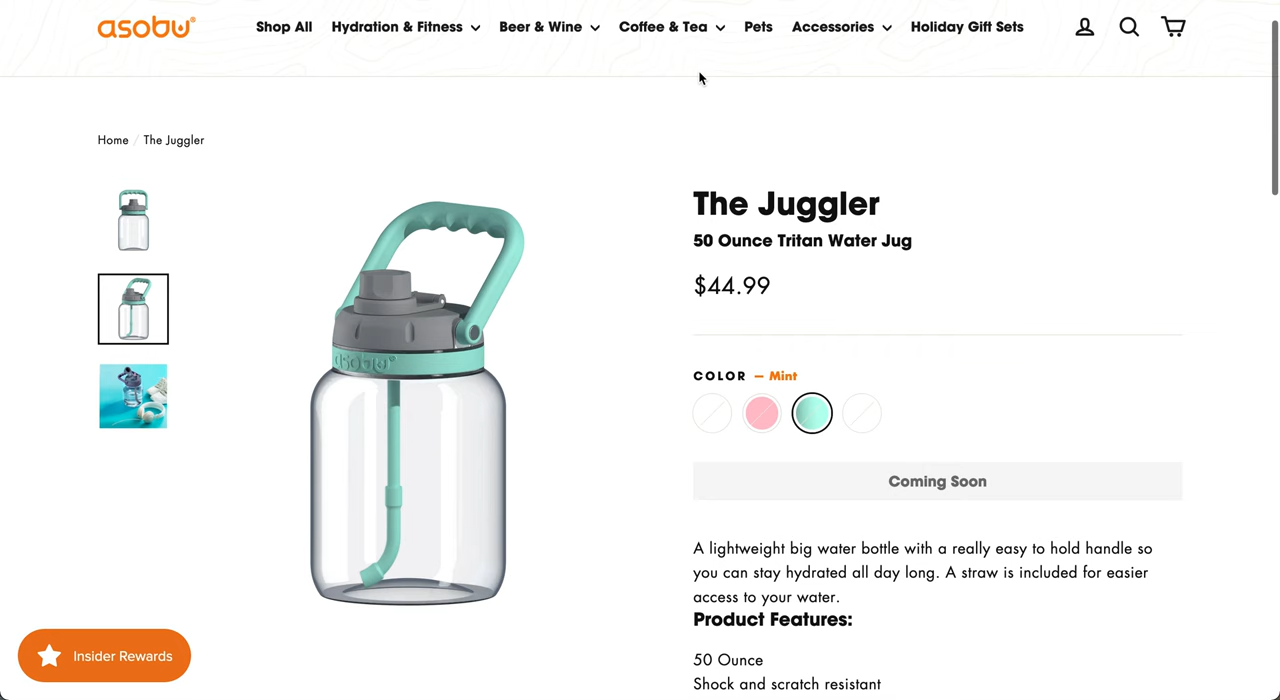 asobu®
Shop All
Hydration & Fitness
Beer & Wine
Coffee & Tea
Pets
Accessories
Holiday Gift Sets
Home / The Juggler
The Juggler
50 Ounce Tritan Water Jug
$44.99
COLOR — Mint
Coming Soon
A lightweight big water bottle with a really easy to hold handle so
you can stay hydrated all day long. A straw is included for easier
access to your water.
Product Features:
50 Ounce
Shock and scratch resistant
asobu®
Insider Rewards